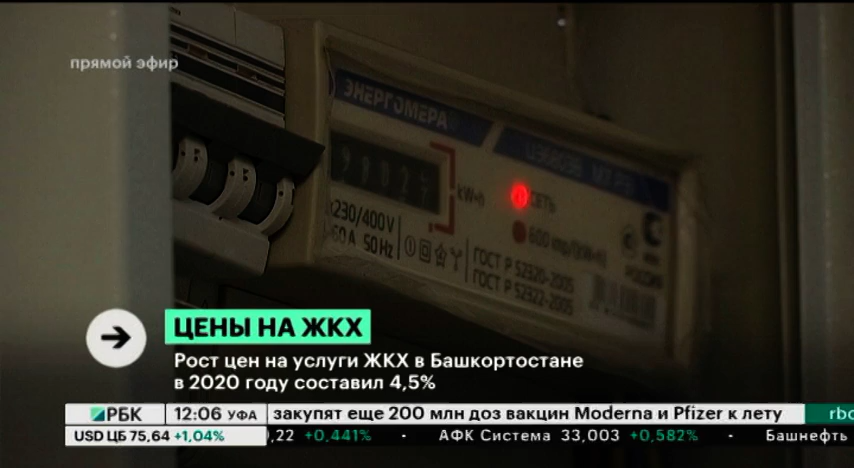 прямой эфир
ЭНЕРГОМЕРА
kW•h
СЕТЬ
230/400V
60A 50Hz
ГОСТ Р 52320-2005
ГОСТ Р 52322-2005
РОССИЯ
ЦЕНЫ НА ЖКХ
Рост цен на услуги ЖКХ в Башкортостане
в 2020 году составил 4,5%
РБК 12:06 УФА закупят еще 200 млн доз вакцин Moderna и Pfizer к лету rbc
USD ЦБ 75,64 +1,04% ,22 +0,441% · АФК Система 33,003 +0,582% · Башнефть